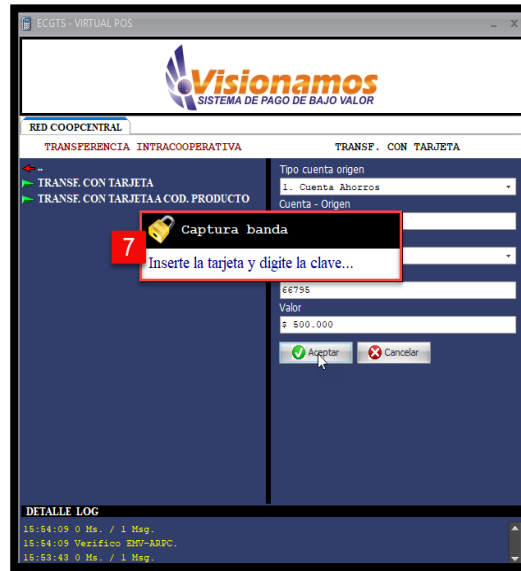 ECGTS - VIRTUAL POS
Visionamos
SISTEMA DE PAGO DE BAJO VALOR
RED COOPCENTRAL
TRANSFERENCIA INTRACOOPERATIVA
TRANSF. CON TARJETA
..
TRANSF. CON TARJETA
TRANSF. CON TARJETA A COD. PRODUCTO
Tipo cuenta origen
1. Cuenta Ahorros
Cuenta - Origen
7
Captura banda
Inserte la tarjeta y digite la clave...
66795
Valor
$ 500.000
Aceptar
Cancelar
DETALLE LOG
15:54:09 0 Ms. / 1 Msg.
15:54:09 Verifico EMV-ARPC.
15:53:43 0 Ms. / 1 Msg.